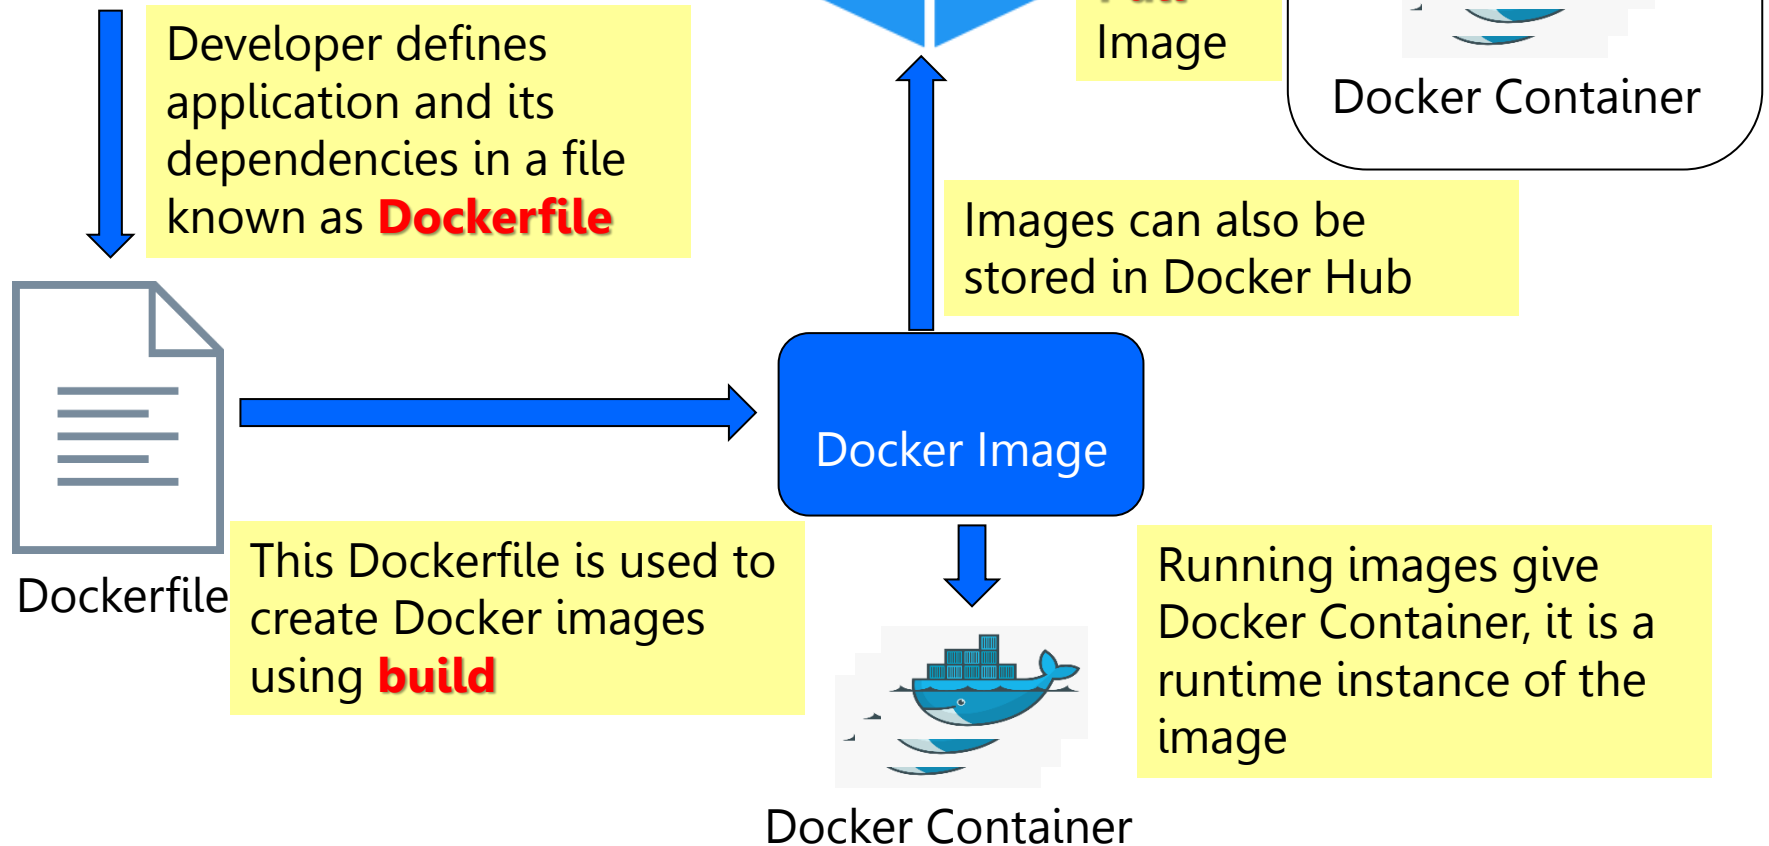 Developer defines
application and its
dependencies in a file
known as Dockerfile
Image
Docker Container
Images can also be
stored in Docker Hub
Docker Image
Dockerfile
This Dockerfile is used to
create Docker images
using build
Running images give
Docker Container, it is a
runtime instance of the
image
Docker Container